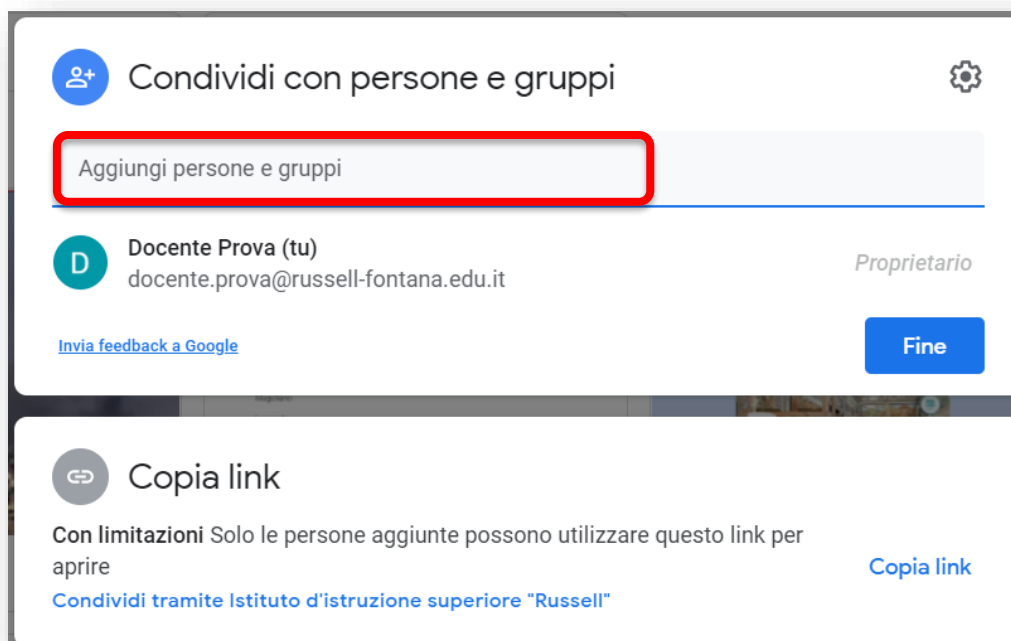 Condividi con persone e gruppi
Aggiungi persone e gruppi
D
Docente Prova (tu)
docente.prova@russell-fontana.edu.it
Proprietario
Invia feedback a Google
Fine
Copia link
Con limitazioni Solo le persone aggiunte possono utilizzare questo link per
aprire
Copia link
Condividi tramite Istituto d'istruzione superiore "Russell"